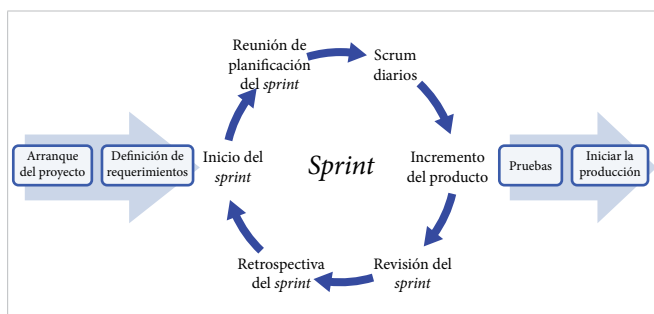 Arranque
del proyecto
Definición de
requerimientos
Inicio del
sprint
Reunión de
planificación
del sprint
Scrum
diarios
Sprint
Incremento
del producto
Revisión del
sprint
Retrospectiva
del sprint
Pruebas
Iniciar la
producción